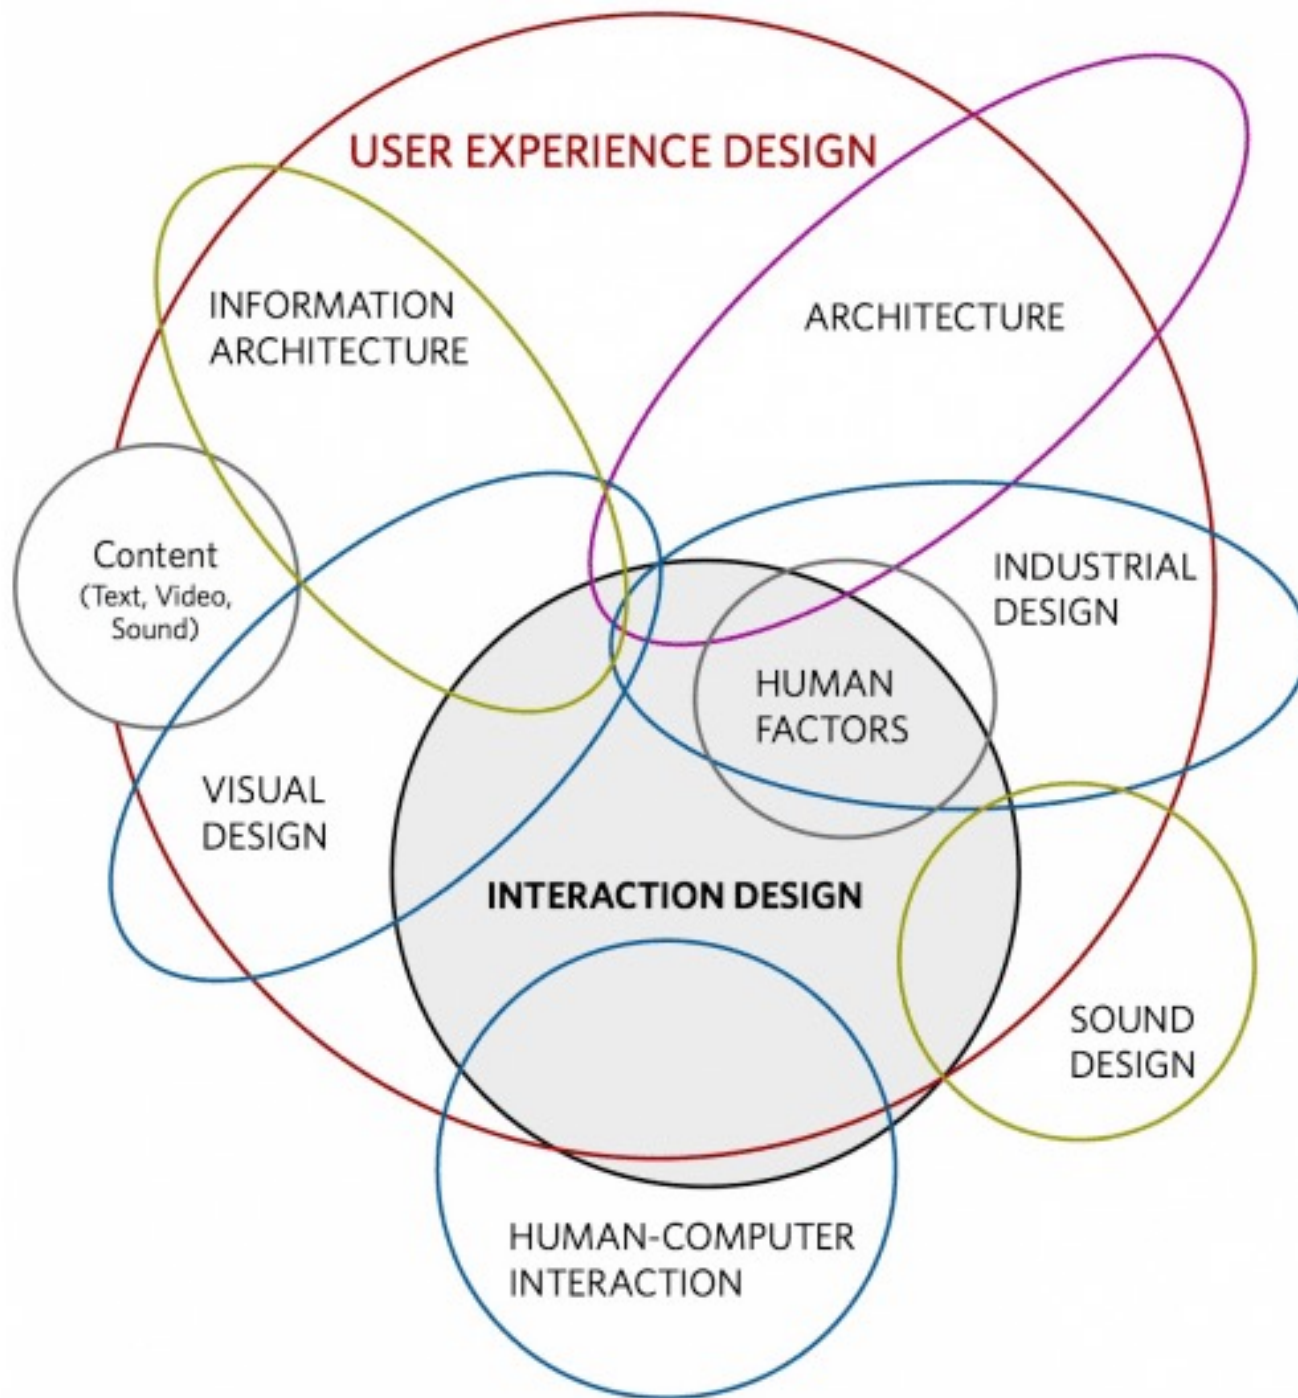 USER EXPERIENCE DESIGN
INFORMATION
ARCHITECTURE
ARCHITECTURE
Content
(Text, Video,
Sound)
INDUSTRIAL
DESIGN
HUMAN
FACTORS
VISUAL
DESIGN
INTERACTION DESIGN
SOUND
DESIGN
HUMAN-COMPUTER
INTERACTION